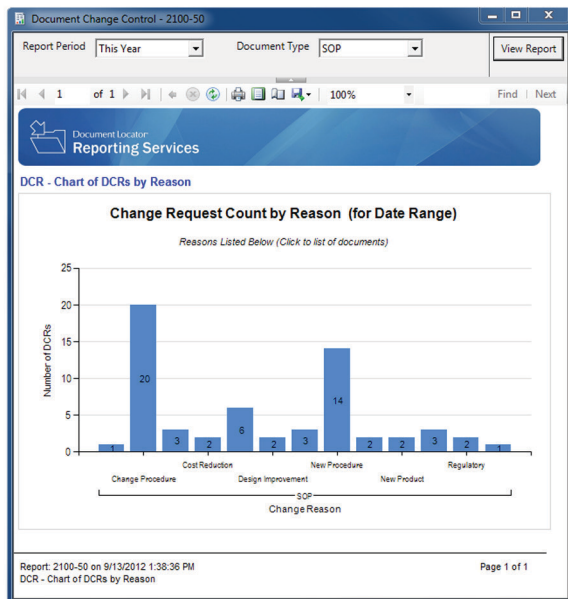 Document Change Control - 2100-50
Report Period This Year Document Type SOP View Report
1 of 1 100% Find | Next
Document Locator
Reporting Services
DCR - Chart of DCRs by Reason
Change Request Count by Reason (for Date Range)
Reasons Listed Below (Click to list of documents)
25
20
15
10
5
0
Number of DCRs
1 20 3 2 6 2 3 14 2 2 3 2 1
Cost Reduction New Procedure Regulatory
Change Procedure Design Improvement New Product
SOP
Change Reason
Report: 2100-50 on 9/13/2012 1:38:36 PM Page 1 of 1
DCR - Chart of DCRs by Reason